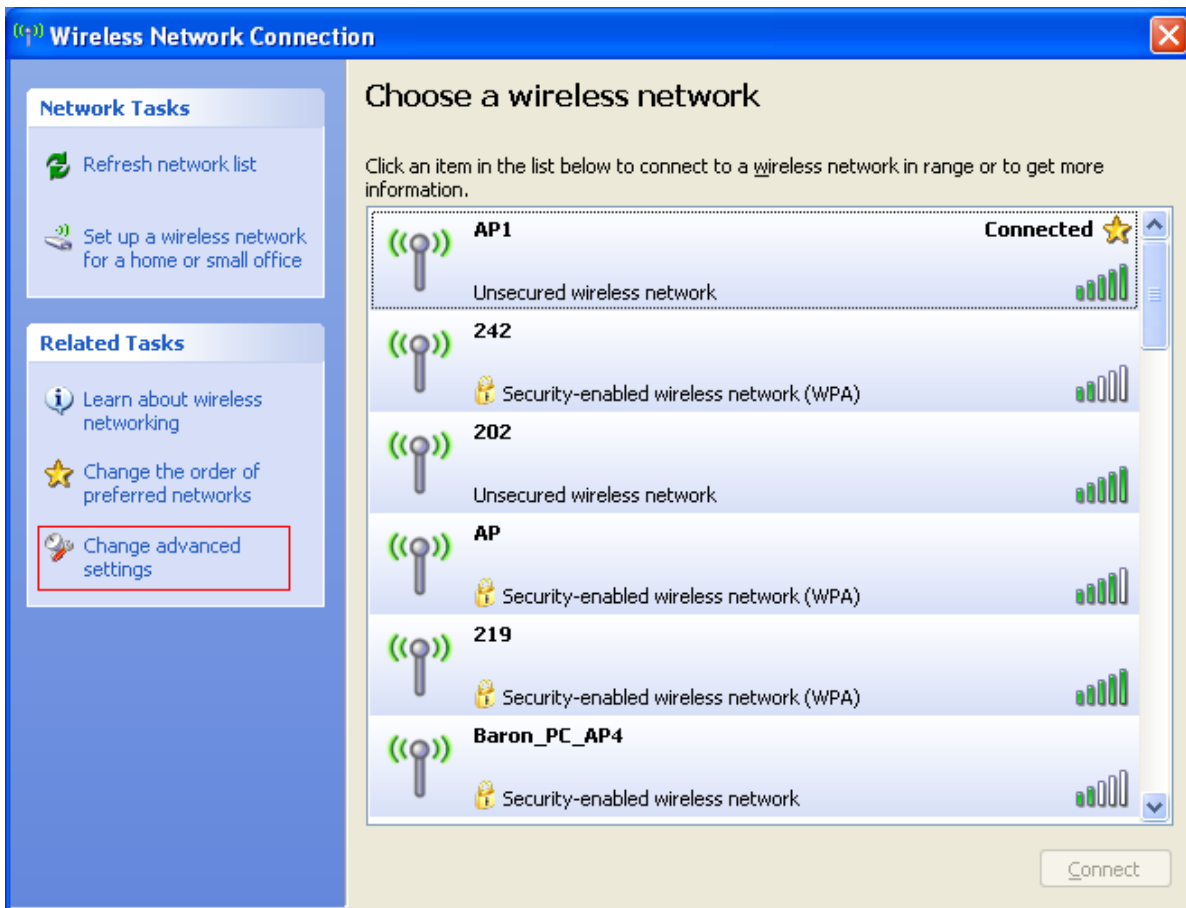 Wireless Network Connection
Network Tasks
Refresh network list
Set up a wireless network
for a home or small office
Related Tasks
Learn about wireless
networking
Change the order of
preferred networks
Change advanced
settings
Choose a wireless network
Click an item in the list below to connect to a wireless network in range or to get more
information.
AP1
Connected
Unsecured wireless network
242
Security-enabled wireless network (WPA)
202
Unsecured wireless network
AP
Security-enabled wireless network (WPA)
219
Security-enabled wireless network (WPA)
Baron_PC_AP4
Security-enabled wireless network
Connect